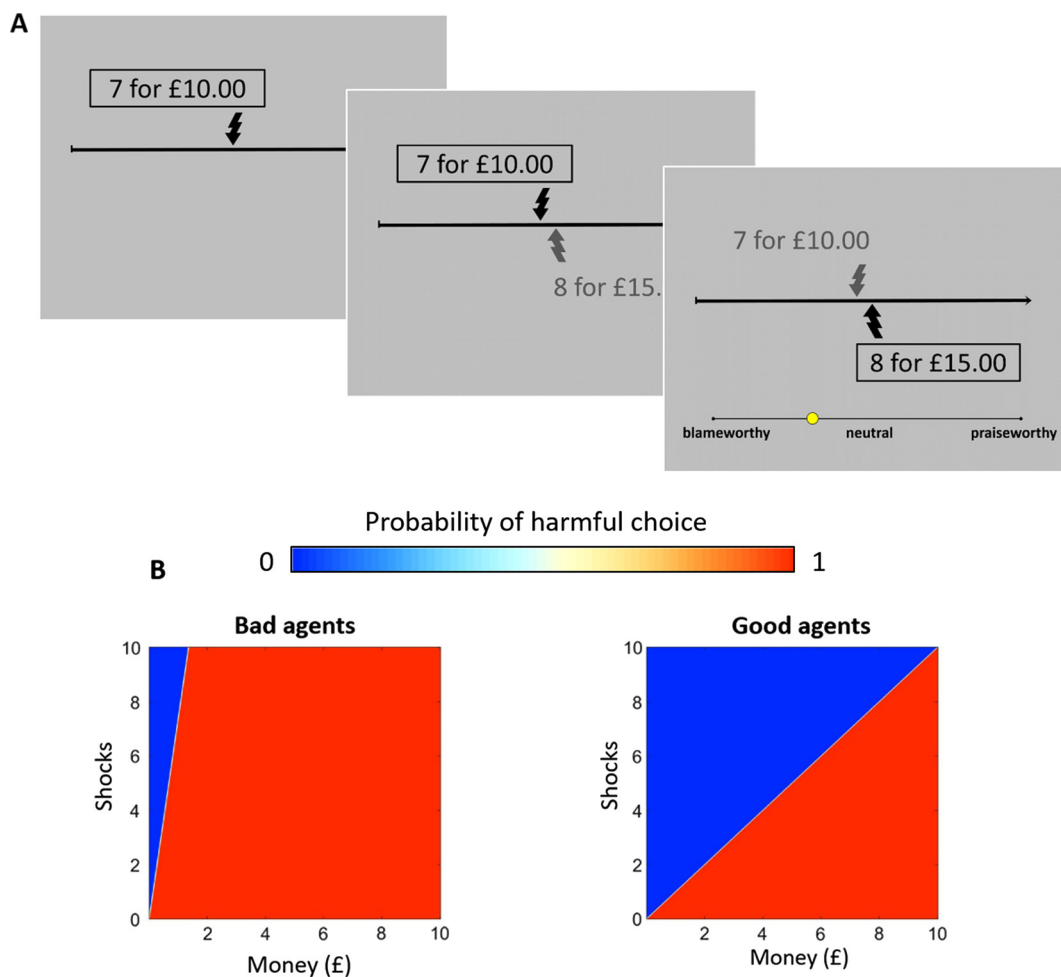 A
7 for £10.00
7 for £10.00
8 for £15.
7 for £10.00
8 for £15.00
blameworthy neutral praiseworthy
Probability of harmful choice
0 1
B
Bad agents
10
8
6
4
2
0
Shocks
2 4 6 8 10
Money (£)
Good agents
10
8
6
4
2
0
Shocks
2 4 6 8 10
Money (£)